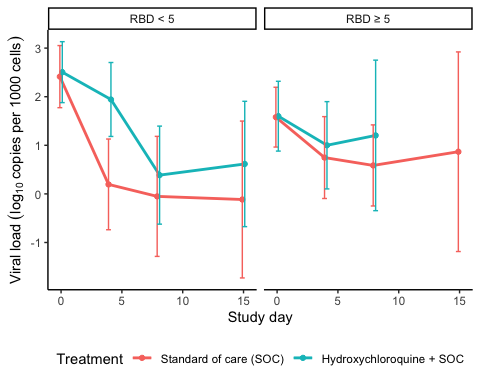 RBD < 5
RBD ≥ 5
Viral load (log₁₀ copies per 1000 cells)
3
2
1
0
-1
0 5 10 15
0 5 10 15
Study day
Treatment
Standard of care (SOC)
Hydroxychloroquine + SOC